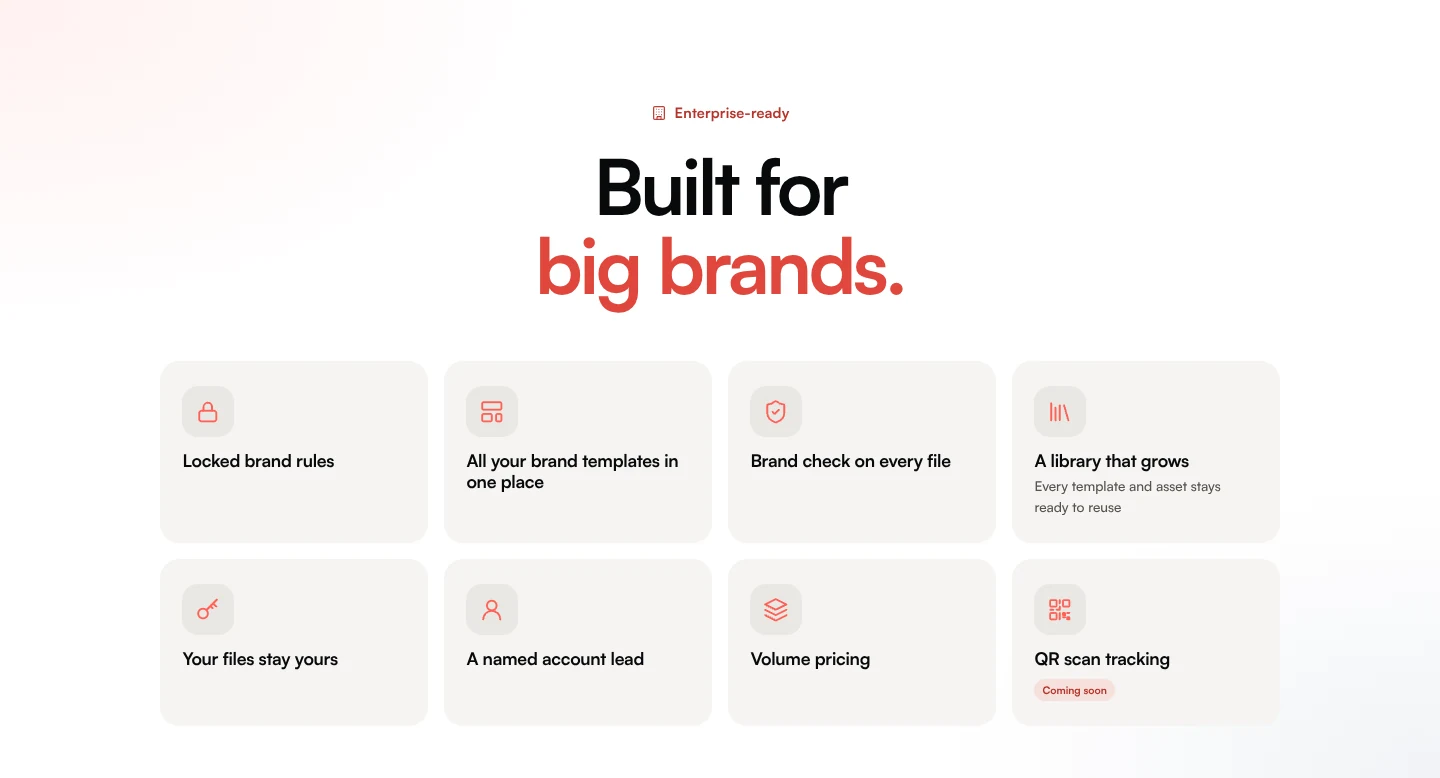 Enterprise-ready
Built for
big brands.
Locked brand rules
All your brand templates in
one place
Brand check on every file
A library that grows
Every template and asset stays
ready to reuse
Your files stay yours
A named account lead
Volume pricing
QR scan tracking
Coming soon